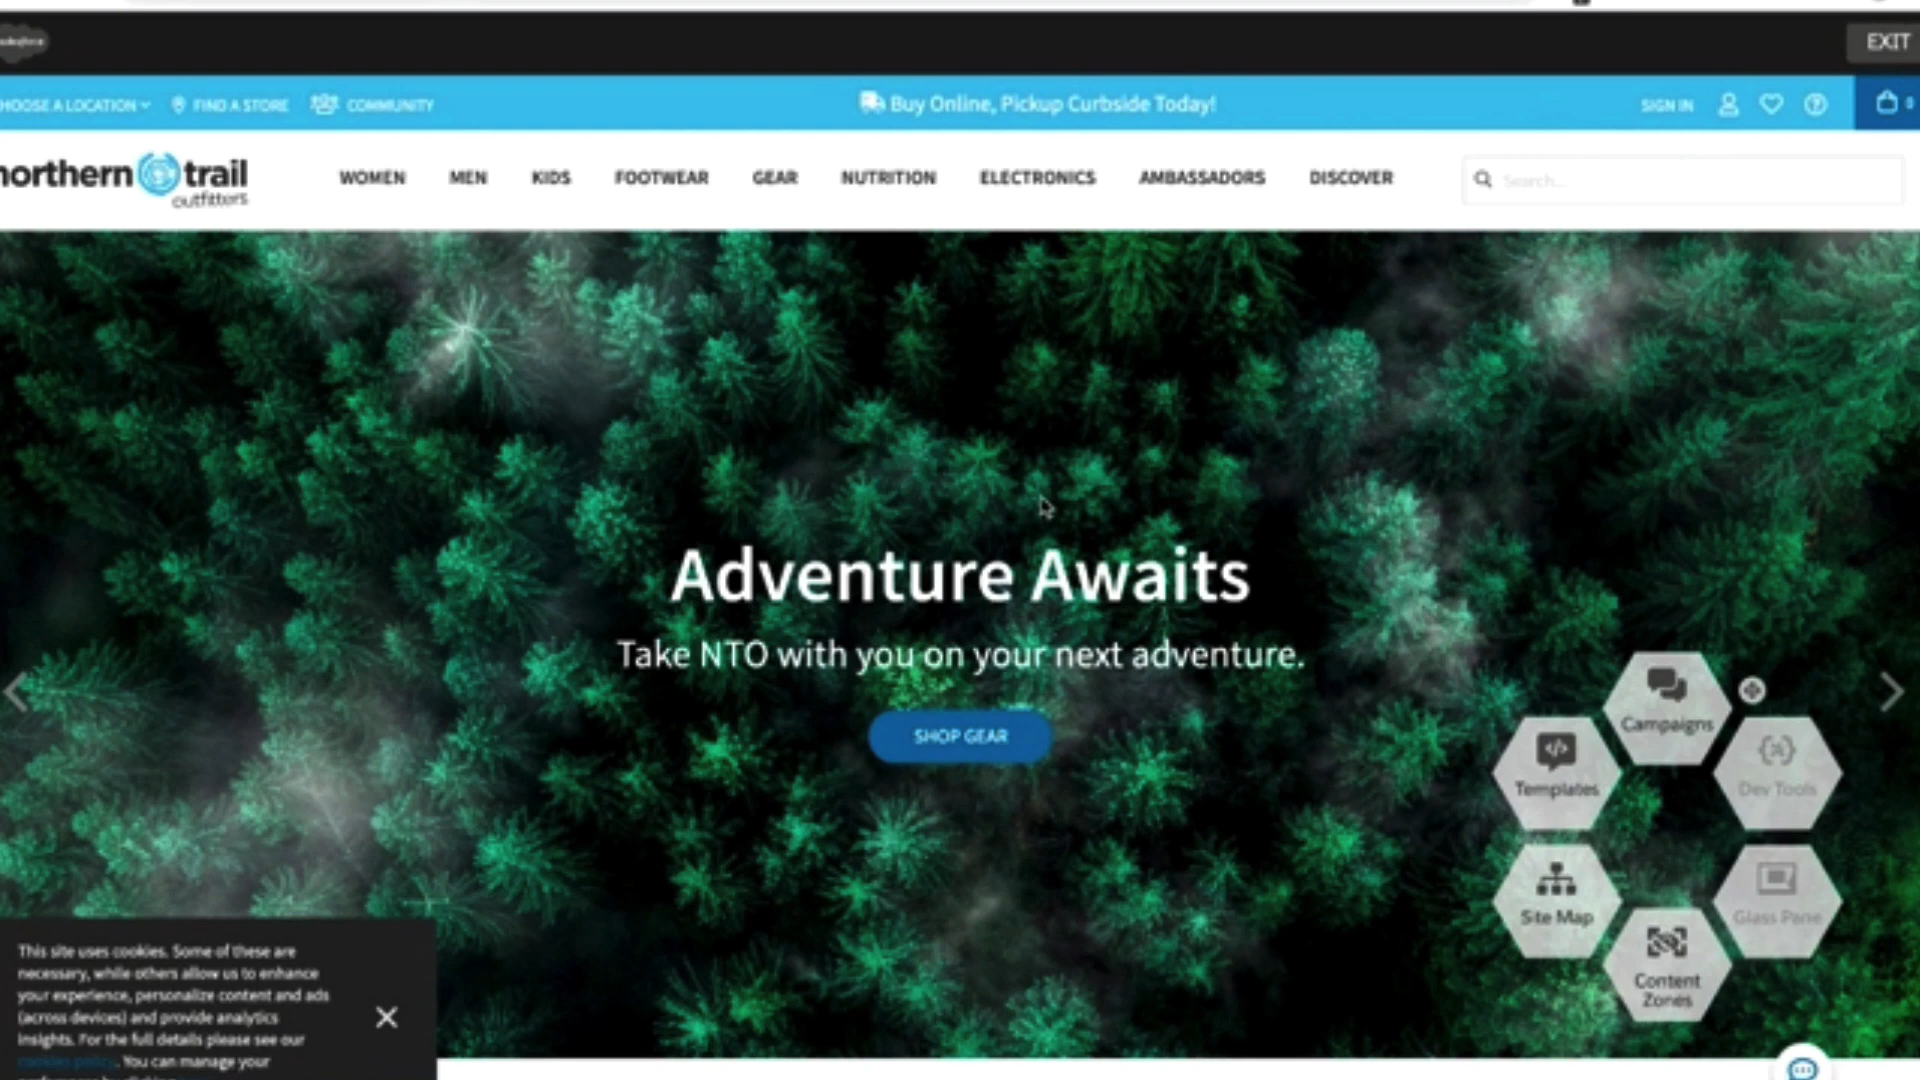 EXIT
HOOSE A LOCATION
FIND A STORE
COMMUNITY
Buy Online, Pickup Curbside Today!
SIGN IN
0
northern trail
outfitters
WOMEN
MEN
KIDS
FOOTWEAR
GEAR
NUTRITION
ELECTRONICS
AMBASSADORS
DISCOVER
Search...
Adventure Awaits
Take NTO with you on your next adventure.
SHOP GEAR
Campaigns
Templates
Dev Tools
Site Map
Glass Pane
Content
Zones
This site uses cookies. Some of these are
necessary, while others allow us to enhance
your experience, personalize content and ads
(across devices) and provide analytics
insights. For the full details please see our
cookies policy. You can manage your